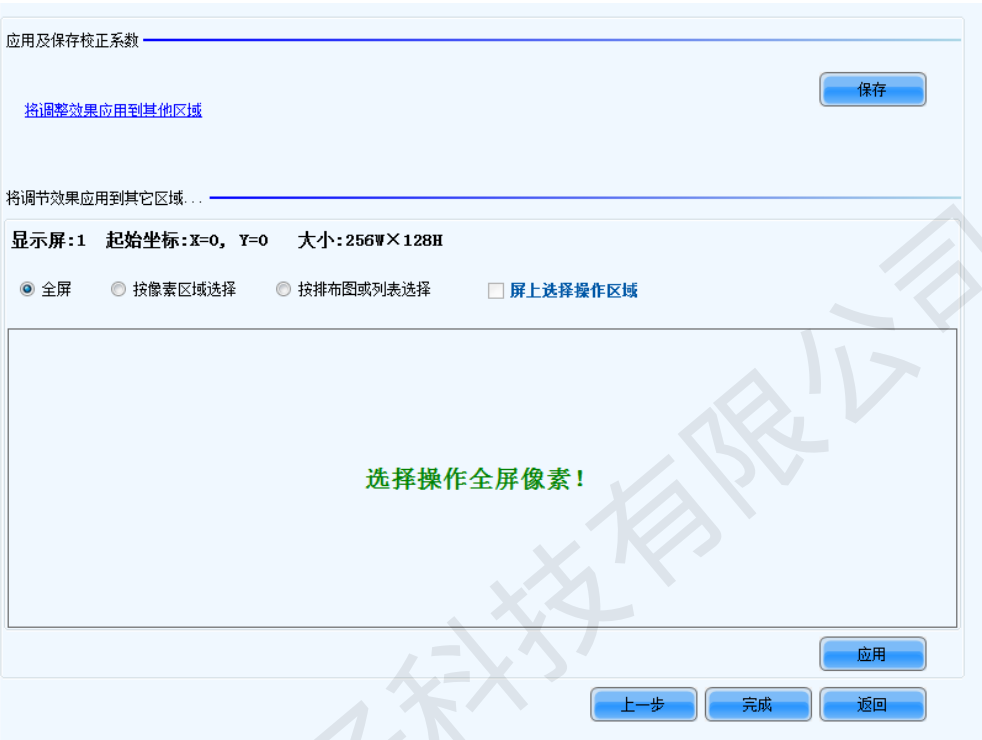 应用及保存校正系数
保存
将调整效果应用到其他区域
将调节效果应用到其它区域...
显示屏:1 起始坐标:X=0, Y=0 大小:256W×128H
全屏 按像素区域选择 按排布图或列表选择 屏上选择操作区域
选择操作全屏像素!
应用
上一步 完成 返回
科技有限公司